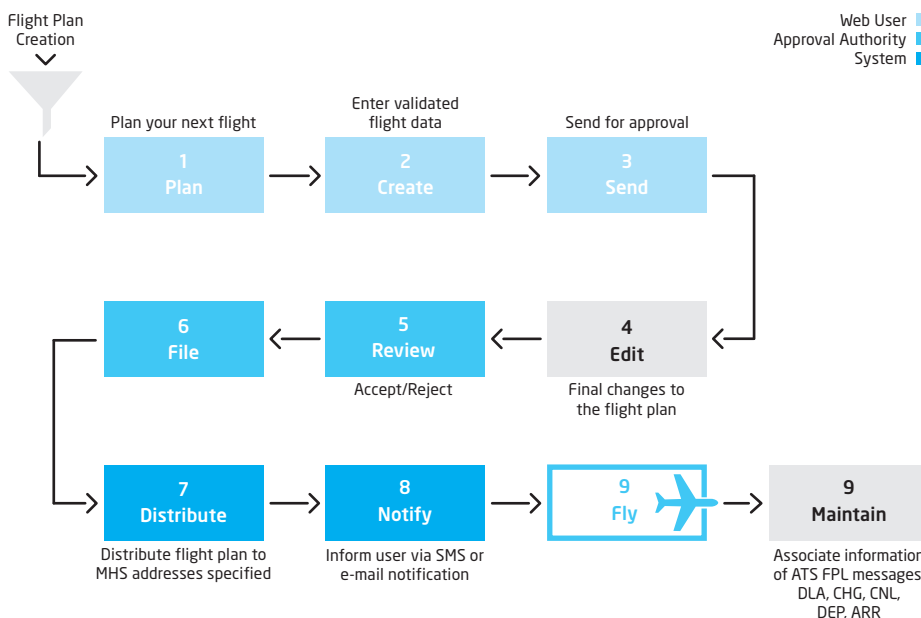 Flight Plan
Creation
Web User
Approval Authority
System
Plan your next flight
Enter validated
flight data
Send for approval
1
Plan
2
Create
3
Send
6
File
5
Review
4
Edit
Accept/Reject
Final changes to
the flight plan
7
Distribute
8
Notify
9
Fly
9
Maintain
Distribute flight plan to
MHS addresses specified
Inform user via SMS or
e-mail notification
Associate information
of ATS FPL messages
DLA, CHG, CNL,
DEP, ARR